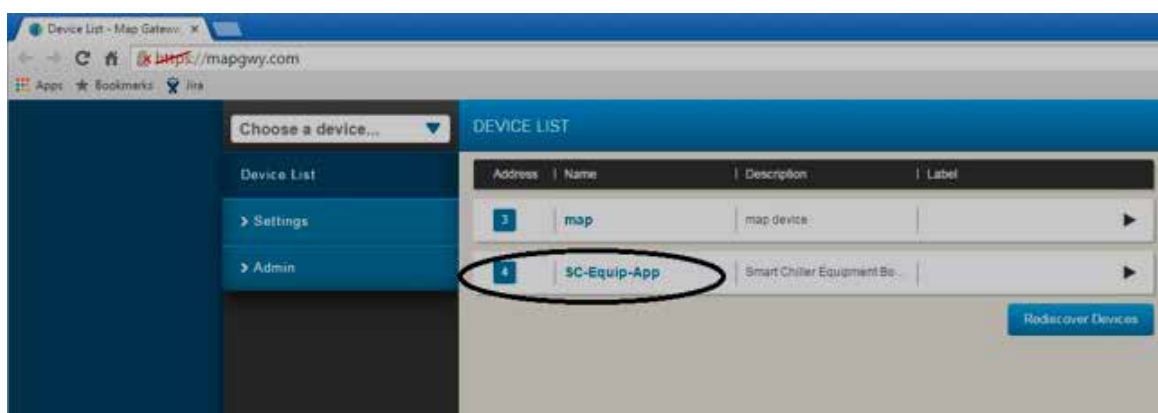 Device List - Map Gatew
https://mapgwy.com
Apps Bookmarks Jira
Choose a device...
Device List
Settings
Admin
DEVICE LIST
Address Name Description Label
3 map map device
4 SC-Equip-App Smart Chiller Equipment Bo...
Rediscover Devices